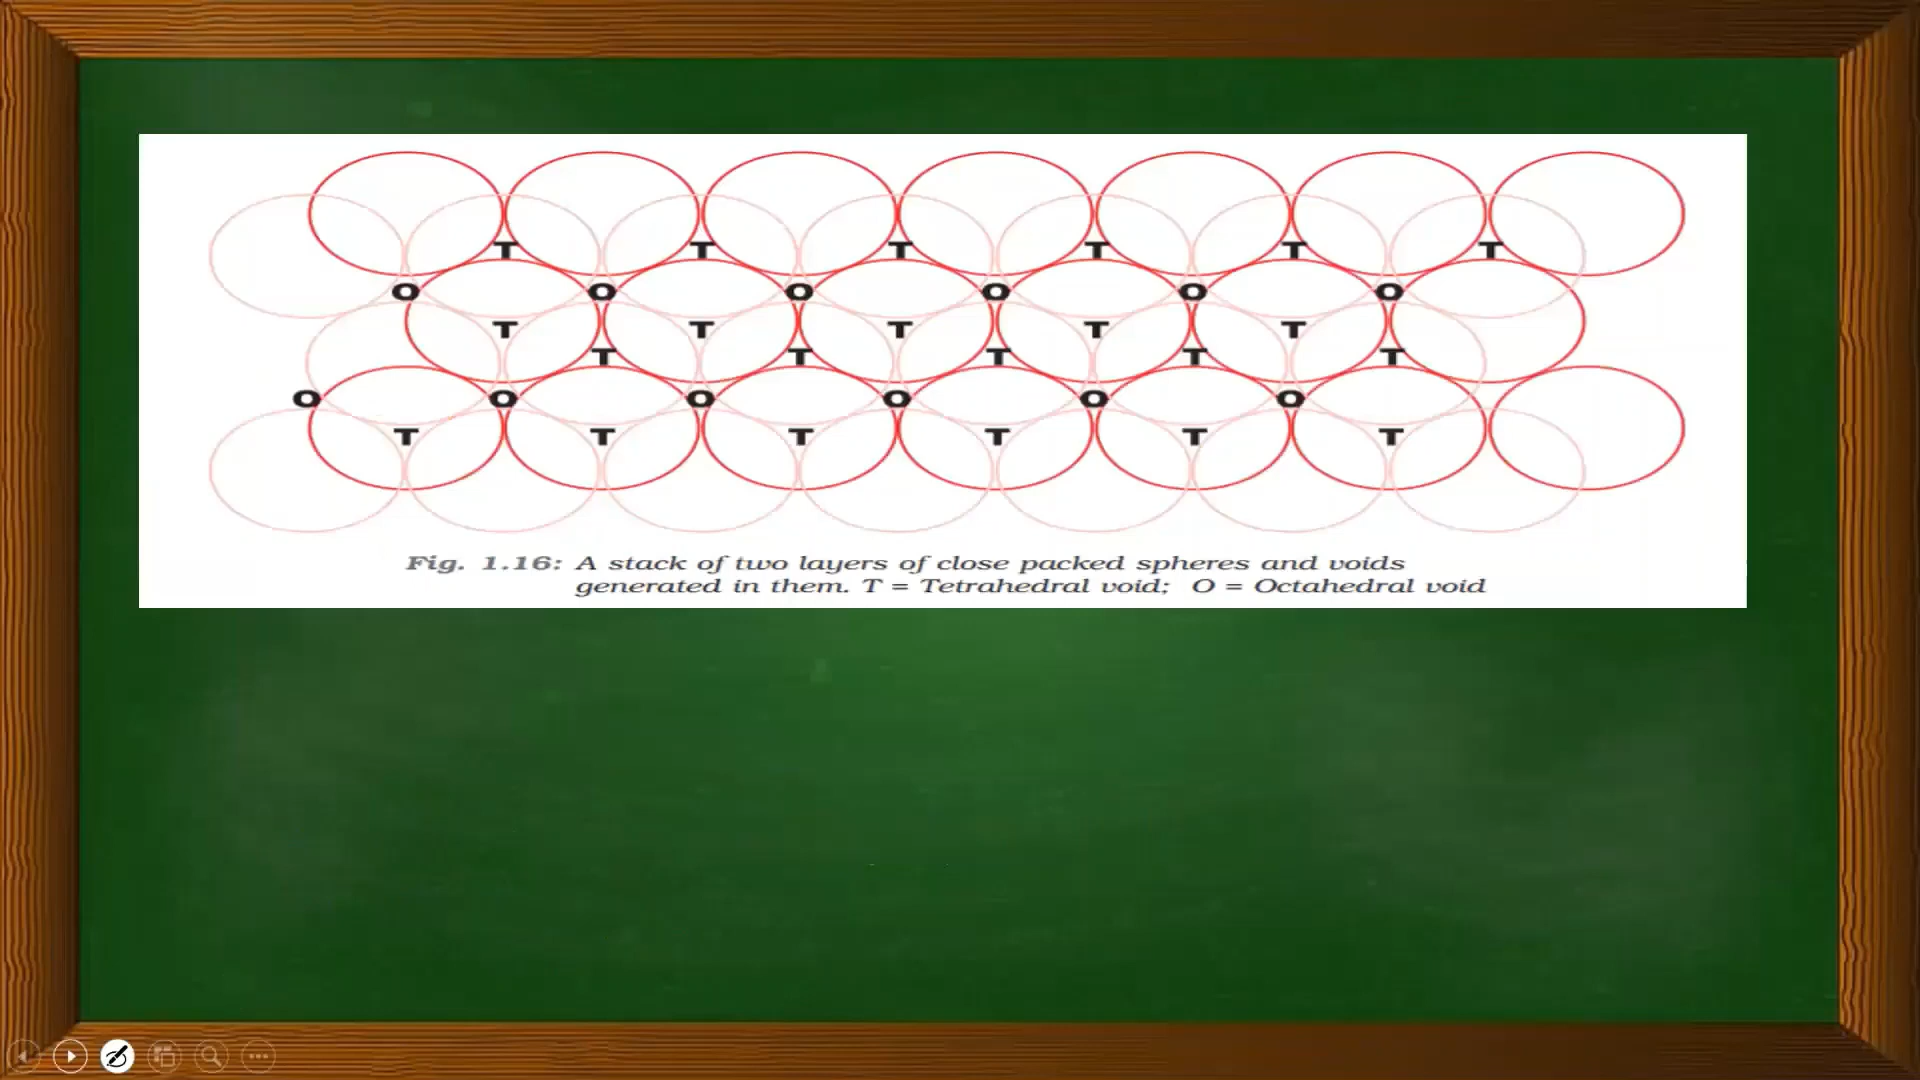 T T T T T T
O O O O O O
T T T T T
T T T T T
O O O O O O
T T T T T T
Fig. 1.16: A stack of two layers of close packed spheres and voids
generated in them. T = Tetrahedral void; O = Octahedral void